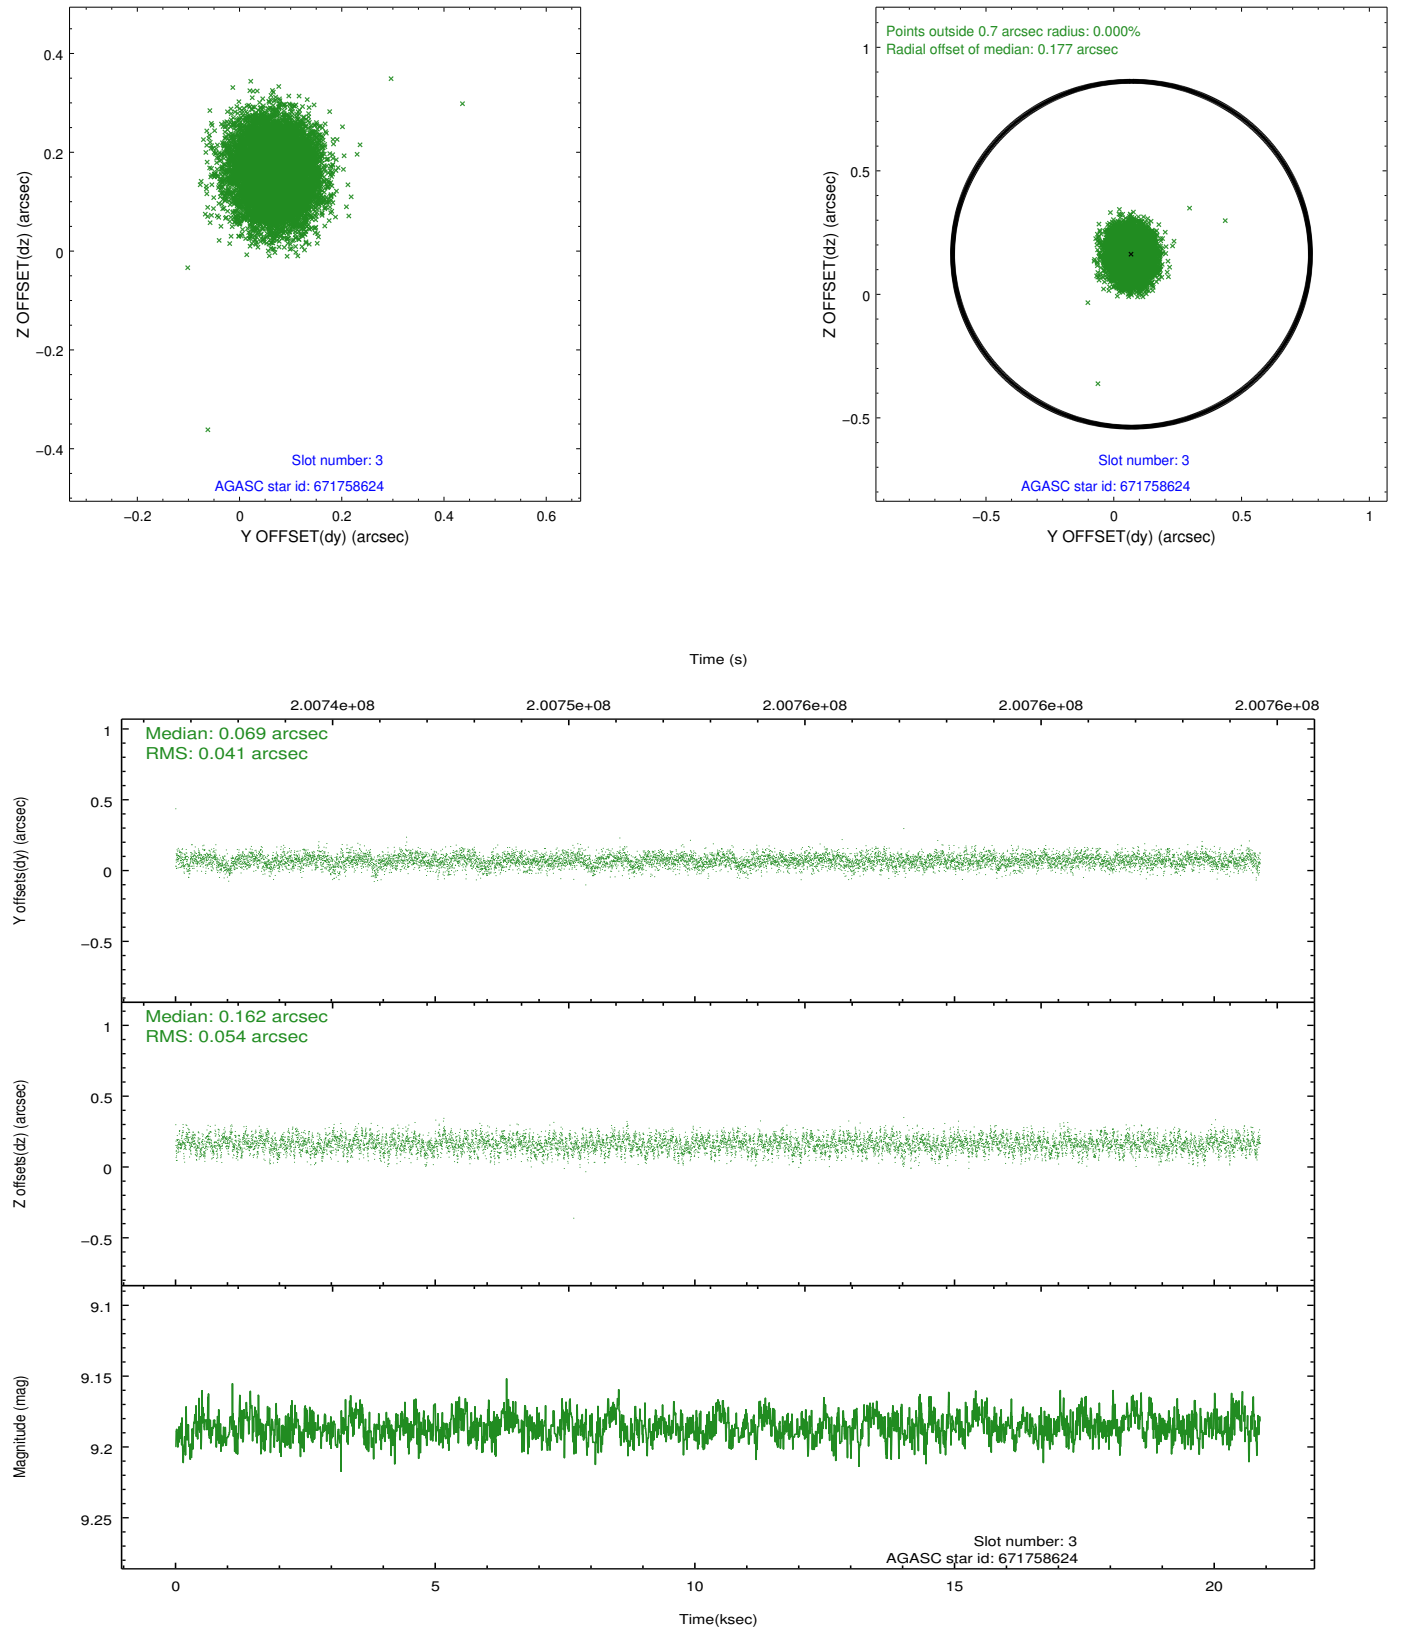 0.4
0.2
0
−0.2
−0.4
Z OFFSET(dz) (arcsec)
Slot number: 3
AGASC star id: 671758624
−0.2 0 0.2 0.4 0.6
Y OFFSET(dy) (arcsec)
Points outside 0.7 arcsec radius: 0.000%
Radial offset of median: 0.177 arcsec
1
0.5
0
−0.5
Z OFFSET(dz) (arcsec)
Slot number: 3
AGASC star id: 671758624
−0.5 0 0.5 1
Y OFFSET(dy) (arcsec)
Time (s)
2.0074e+08 2.0075e+08 2.0076e+08 2.0076e+08 2.0076e+08
Median: 0.069 arcsec
RMS: 0.041 arcsec
1
0.5
0
−0.5
Y offsets(dy) (arcsec)
Median: 0.162 arcsec
RMS: 0.054 arcsec
1
0.5
0
−0.5
Z offsets(dz) (arcsec)
9.1
9.15
9.2
9.25
Magnitude (mag)
Slot number: 3
AGASC star id: 671758624
0 5 10 15 20
Time(ksec)